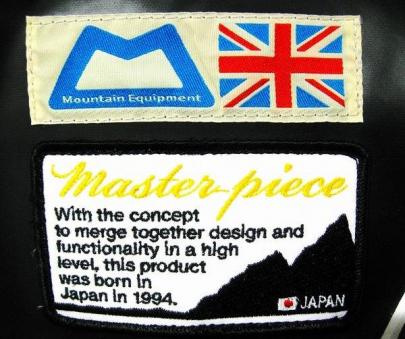 Mountain Equipment
Master-piece
With the concept
to merge together design and
functionality in a high
level, this product
was born in
Japan in 1994.
JAPAN